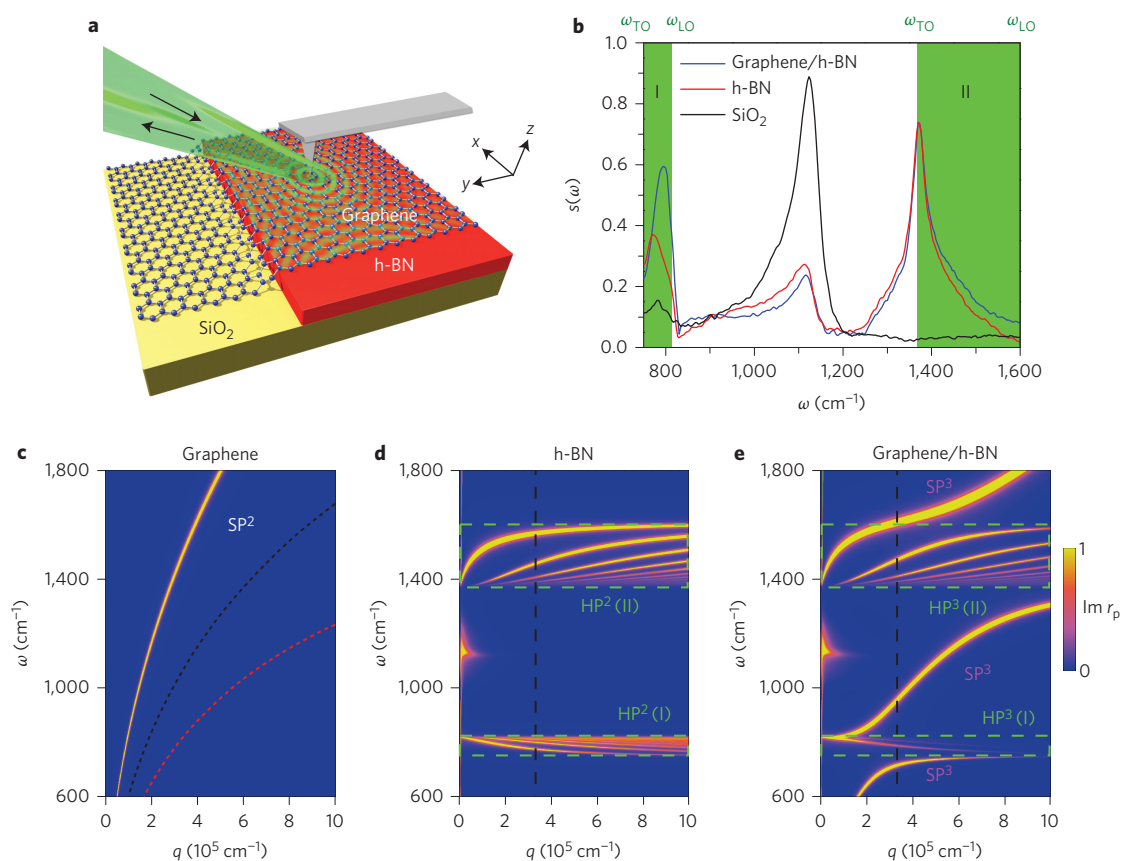 a
x
z
y
Graphene
h-BN
SiO₂
b
ωTO ωLO ωTO ωLO
I
II
Graphene/h-BN
h-BN
SiO₂
s(ω)
1.0
0.8
0.6
0.4
0.2
0.0
800 1,000 1,200 1,400 1,600
ω (cm⁻¹)
c Graphene
ω (cm⁻¹)
1,800
1,400
1,000
600
SP²
0 2 4 6 8 10
q (10⁵ cm⁻¹)
d h-BN
ω (cm⁻¹)
1,800
1,400
1,000
600
HP² (II)
HP² (I)
0 2 4 6 8 10
q (10⁵ cm⁻¹)
e Graphene/h-BN
ω (cm⁻¹)
1,800
1,400
1,000
600
SP³
HP³ (II)
SP³
HP³ (I)
SP³
0 2 4 6 8 10
q (10⁵ cm⁻¹)
1
Im rp
0